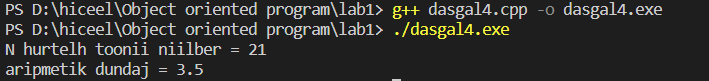 PS D:\hiceel\Object oriented program\lab1> g++ dasgal4.cpp -o dasgal4.exe
PS D:\hiceel\Object oriented program\lab1> ./dasgal4.exe
N hurtelh toonii niilber = 21
aripmetik dundaj = 3.5